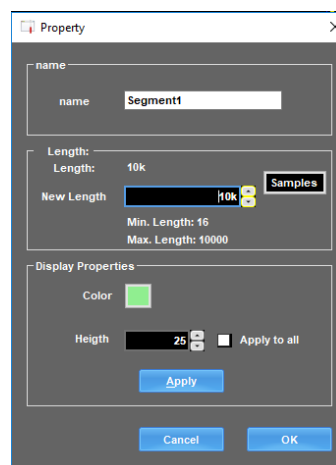 Property
name
name Segment1
Length:
Length: 10k
Samples
New Length 10k
Min. Length: 16
Max. Length: 10000
Display Properties
Color
Heigth 25 Apply to all
Apply
Cancel OK